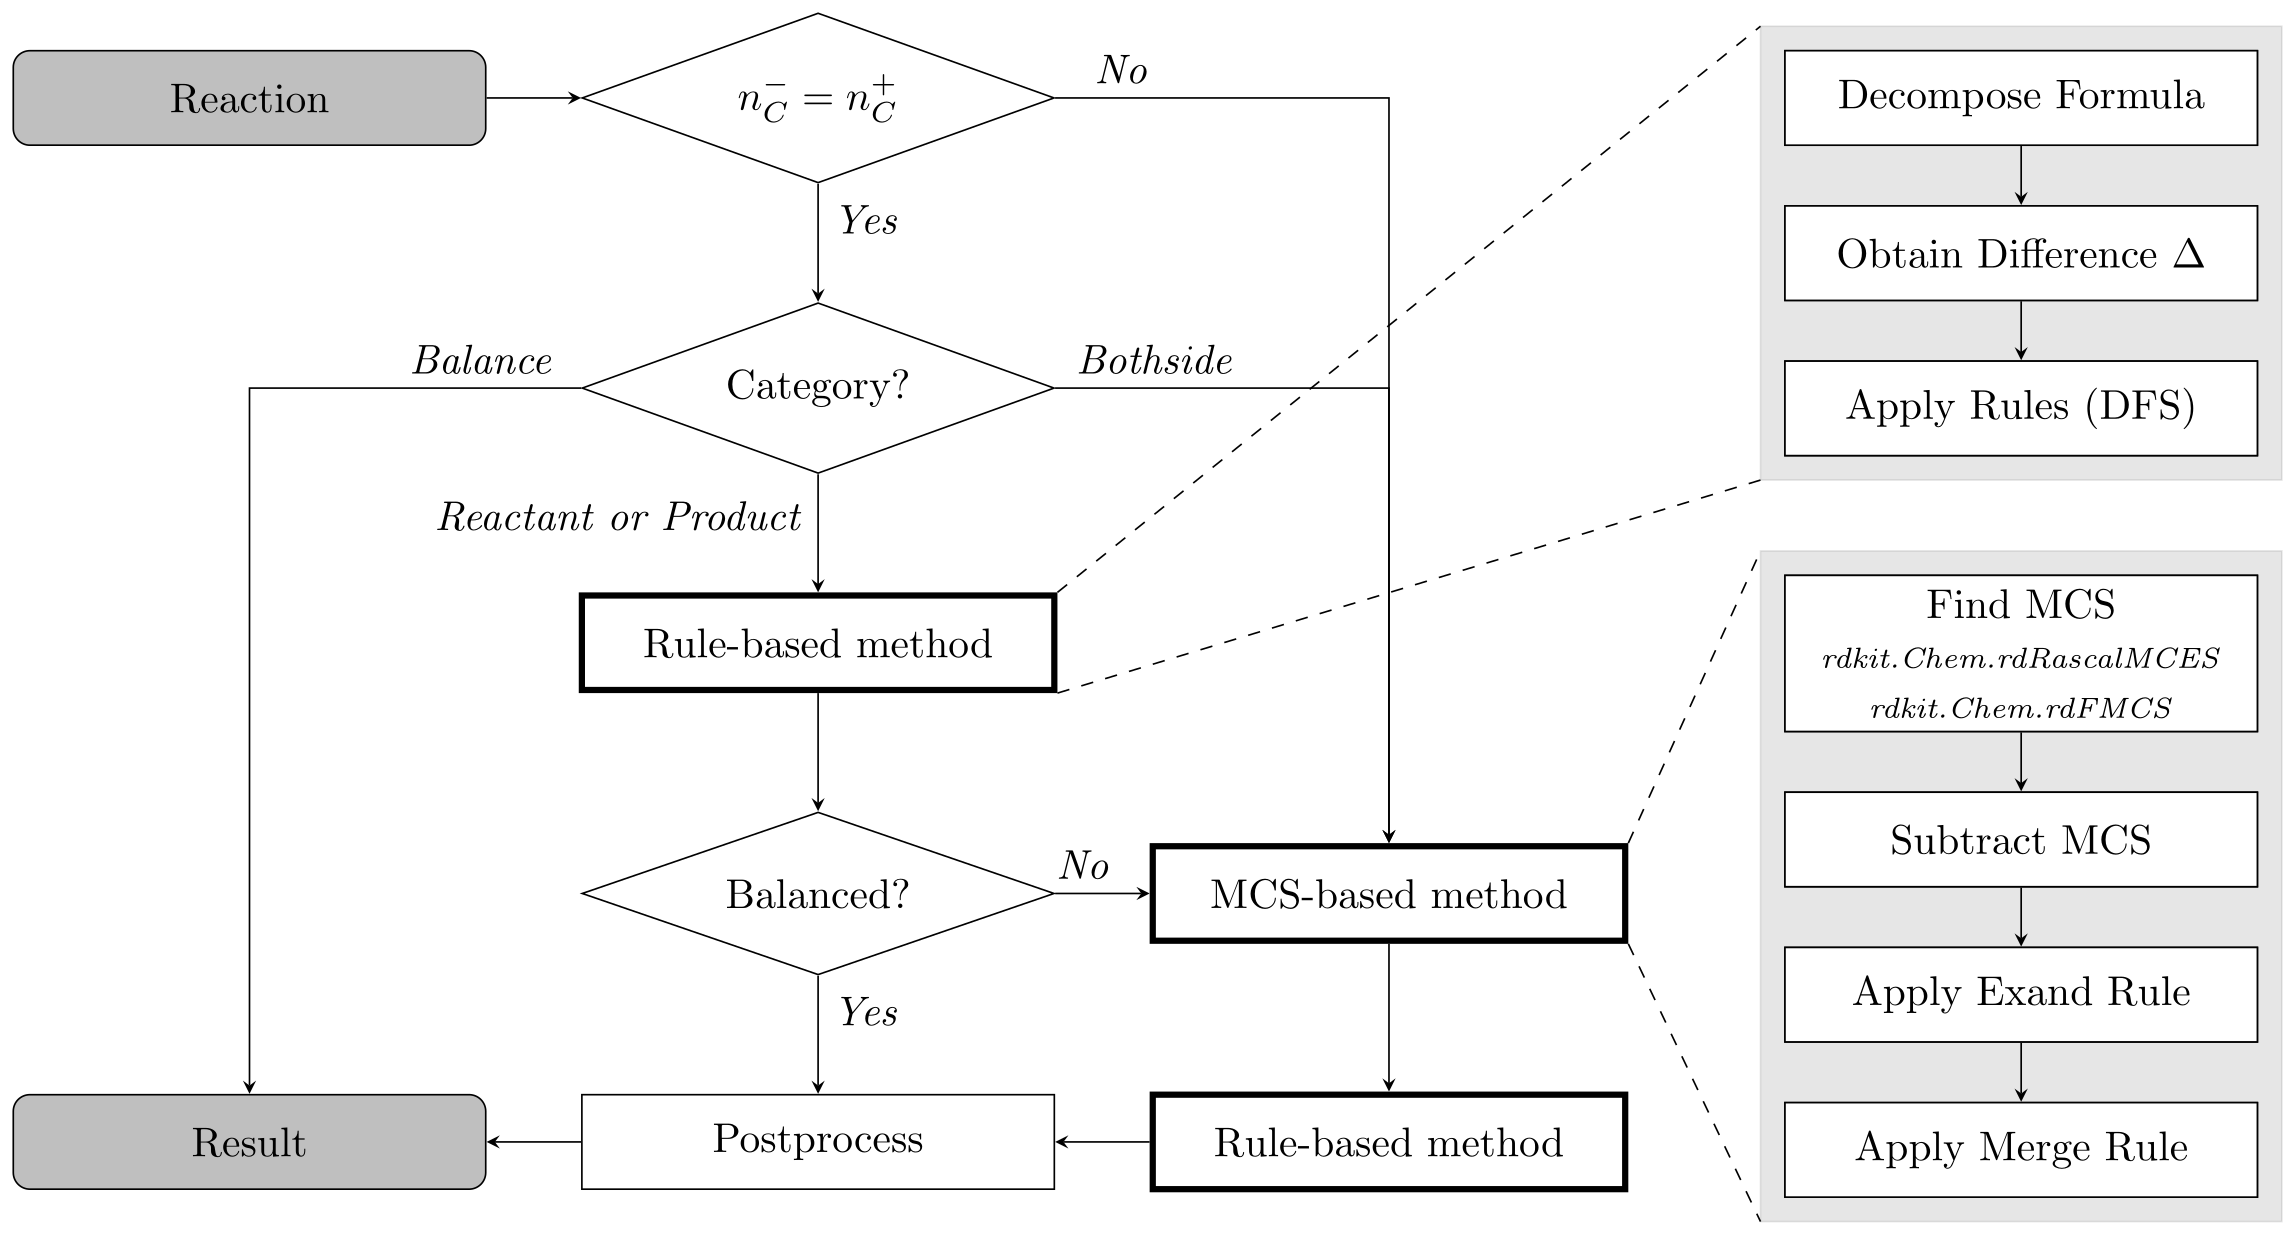 Reaction
$n_C^- = n_C^+$
No
Yes
Balance
Category?
Bothside
Reactant or Product
Rule-based method
Balanced?
No
MCS-based method
Yes
Result
Postprocess
Rule-based method
Decompose Formula
Obtain Difference Δ
Apply Rules (DFS)
Find MCS
rdkit.Chem.rdRascalMCES
rdkit.Chem.rdFMCS
Subtract MCS
Apply Exand Rule
Apply Merge Rule